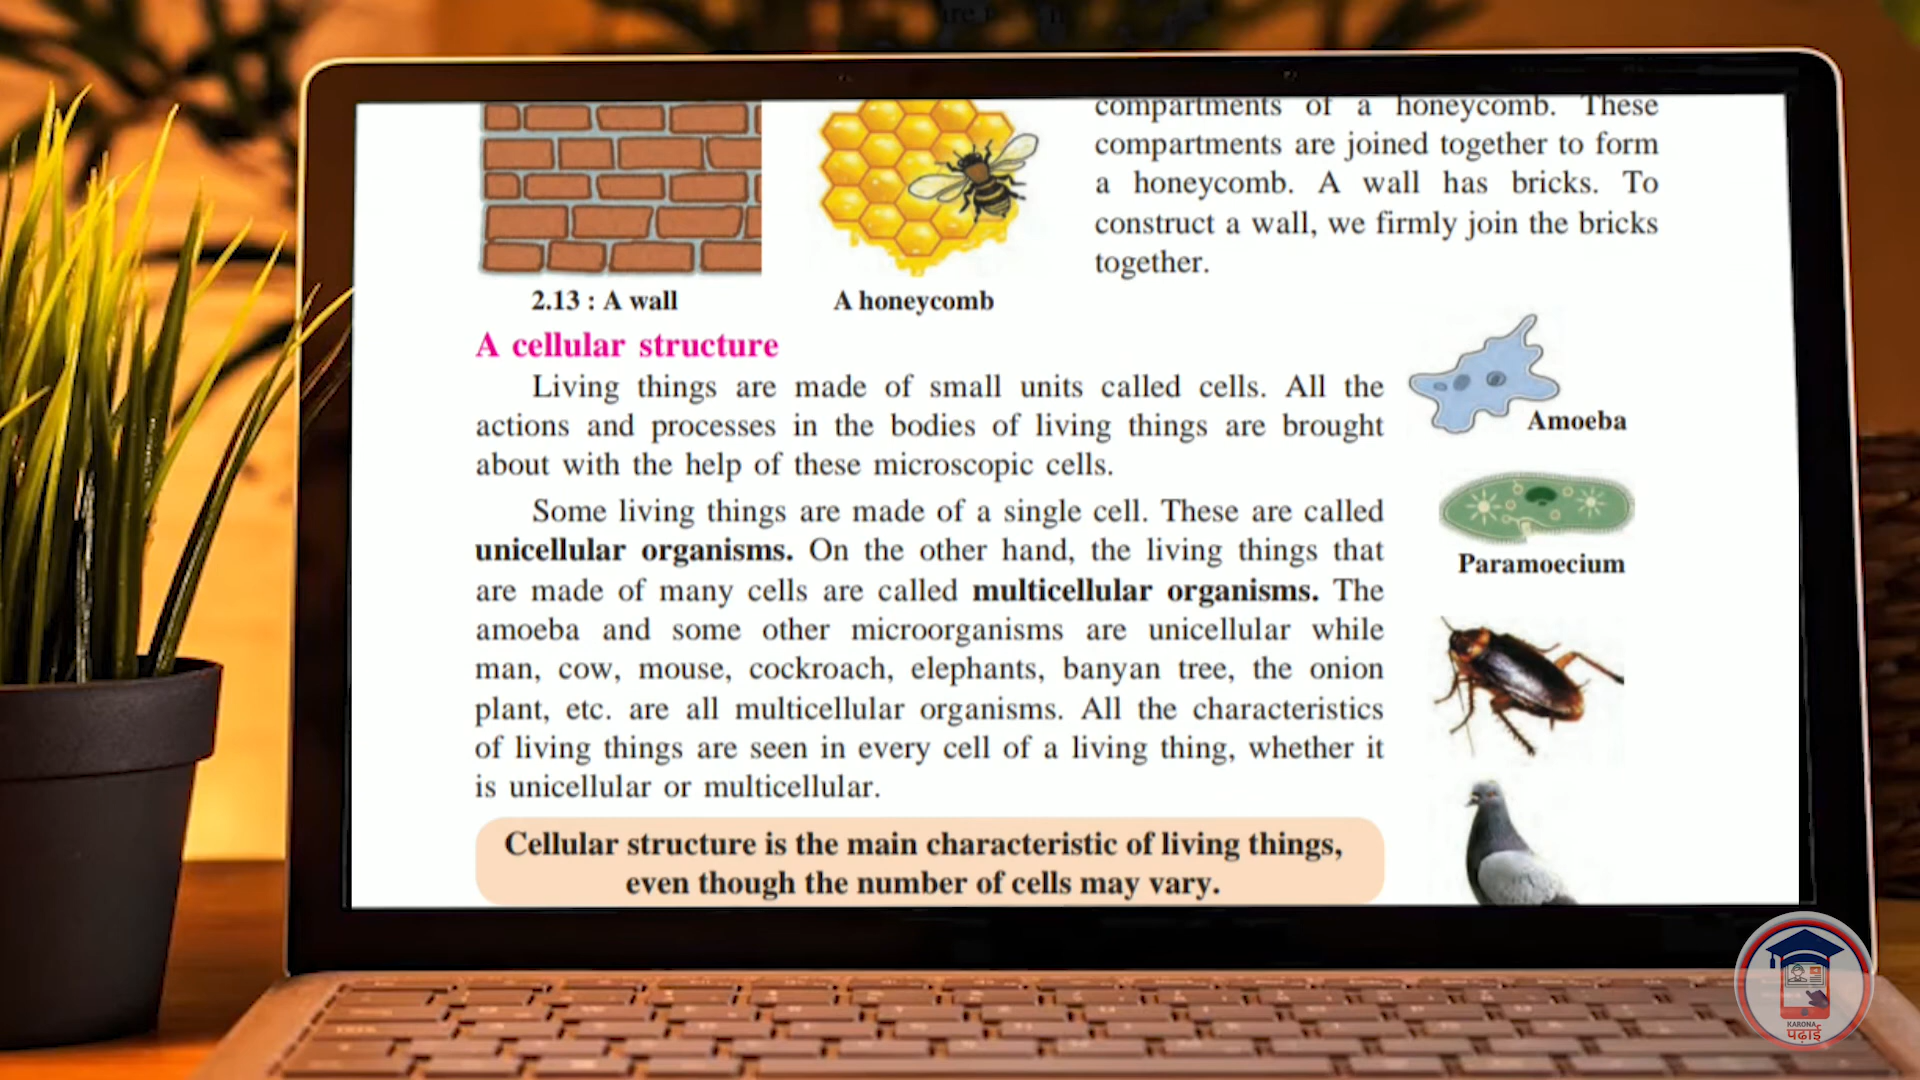 compartments of a honeycomb. These
compartments are joined together to form
a honeycomb. A wall has bricks. To
construct a wall, we firmly join the bricks
together.
2.13 : A wall
A honeycomb
A cellular structure
Living things are made of small units called cells. All the
actions and processes in the bodies of living things are brought
about with the help of these microscopic cells.
Some living things are made of a single cell. These are called
unicellular organisms. On the other hand, the living things that
are made of many cells are called multicellular organisms. The
amoeba and some other microorganisms are unicellular while
man, cow, mouse, cockroach, elephants, banyan tree, the onion
plant, etc. are all multicellular organisms. All the characteristics
of living things are seen in every cell of a living thing, whether it
is unicellular or multicellular.
Cellular structure is the main characteristic of living things,
even though the number of cells may vary.
Amoeba
Paramoecium
KARONA
पढ़ाई